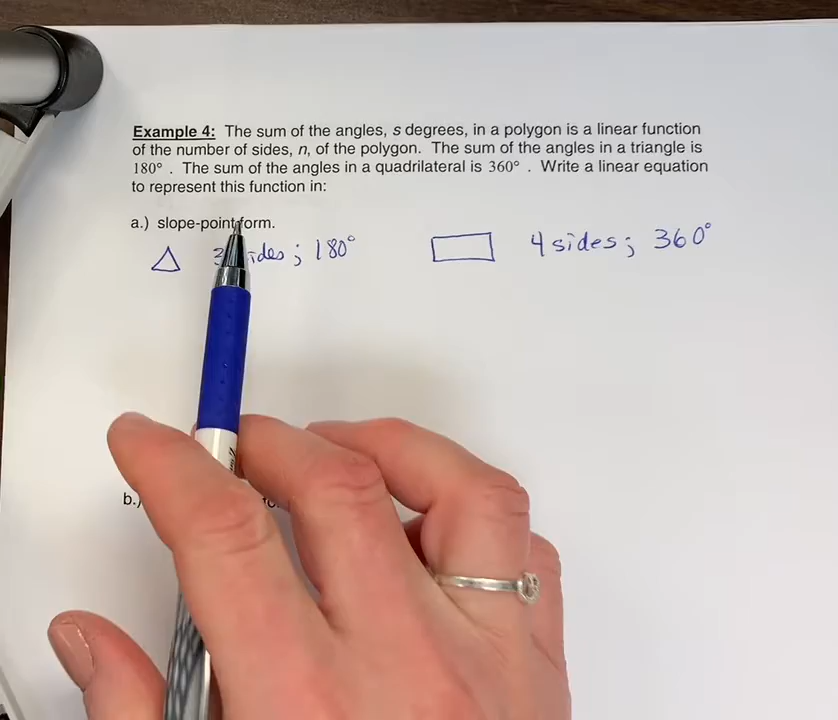 Example 4: The sum of the angles, s degrees, in a polygon is a linear function
of the number of sides, n, of the polygon. The sum of the angles in a triangle is
180° . The sum of the angles in a quadrilateral is 360° . Write a linear equation
to represent this function in:
a.) slope-point form.
; 180° 4 sides; 360°
b.)